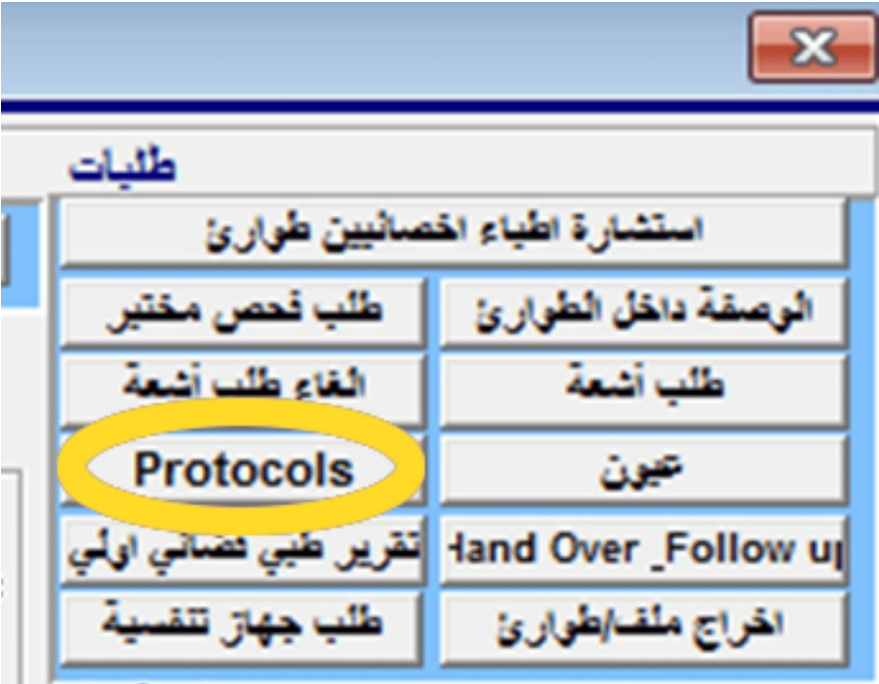 طلبات
استشارة اطباء اخصائيين طوارئ
الوصفة داخل الطوارئ
طلب فحص مختبر
طلب أشعة
الغاء طلب أشعة
عيون
Protocols
Hand Over _Follow up
تقرير طبي قضائي اولي
اخراج ملف/طوارئ
طلب جهاز تنفسية